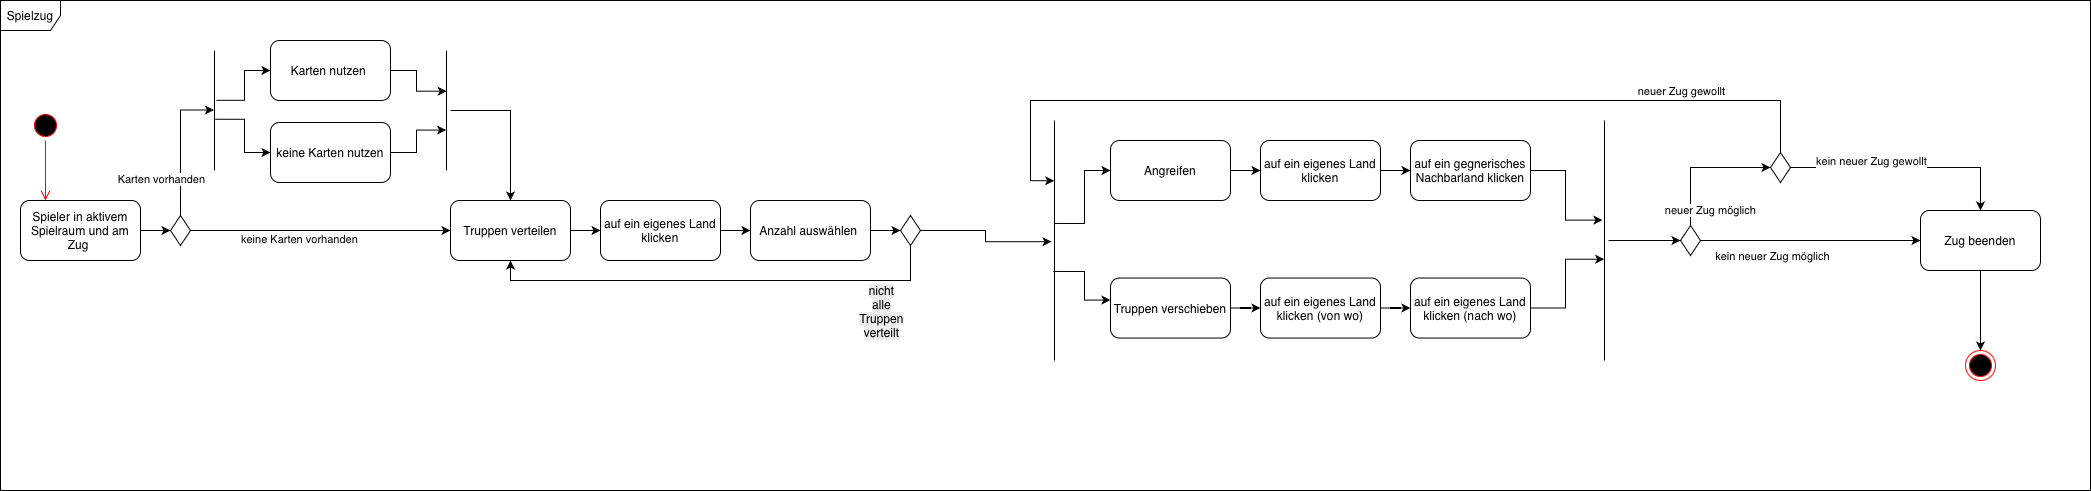 Spielzug
Karten nutzen
keine Karten nutzen
Karten vorhanden
Spieler in aktivem
Spielraum und am
Zug
keine Karten vorhanden
Truppen verteilen
auf ein eigenes Land
klicken
Anzahl auswählen
nicht
alle
Truppen
verteilt
neuer Zug gewollt
Angreifen
auf ein eigenes Land
klicken
auf ein gegnerisches
Nachbarland klicken
Truppen verschieben
auf ein eigenes Land
klicken (von wo)
auf ein eigenes Land
klicken (nach wo)
kein neuer Zug gewollt
neuer Zug möglich
kein neuer Zug möglich
Zug beenden